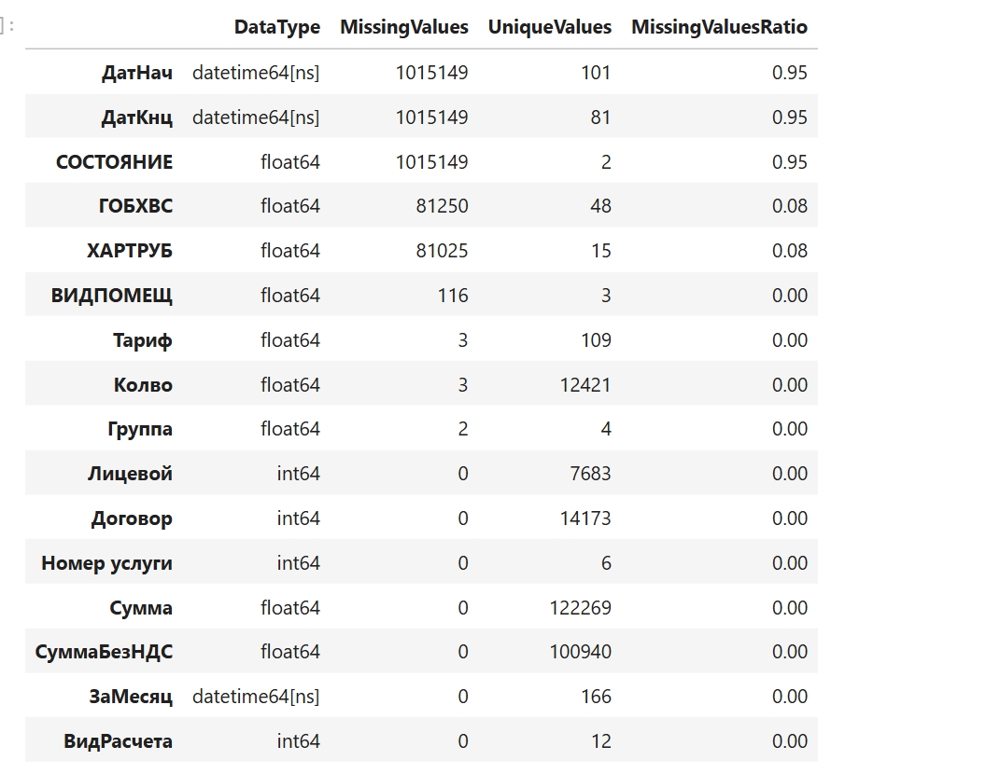 ]:
DataType MissingValues UniqueValues MissingValuesRatio
ДатНач datetime64[ns] 1015149 101 0.95
ДатКнц datetime64[ns] 1015149 81 0.95
СОСТОЯНИЕ float64 1015149 2 0.95
ГОБХВС float64 81250 48 0.08
ХАРТРУБ float64 81025 15 0.08
ВИДПОМЕЩ float64 116 3 0.00
Тариф float64 3 109 0.00
Колво float64 3 12421 0.00
Группа float64 2 4 0.00
Лицевой int64 0 7683 0.00
Договор int64 0 14173 0.00
Номер услуги int64 0 6 0.00
Сумма float64 0 122269 0.00
СуммаБезНДС float64 0 100940 0.00
ЗаМесяц datetime64[ns] 0 166 0.00
ВидРасчета int64 0 12 0.00